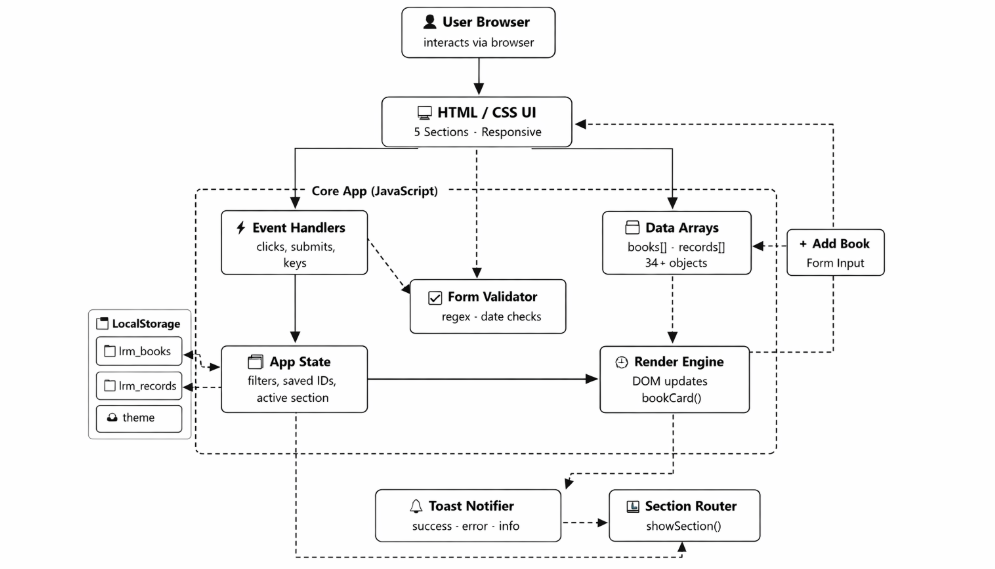 User Browser
interacts via browser
HTML / CSS UI
5 Sections · Responsive
Core App (JavaScript)
Event Handlers
clicks, submits,
keys
Data Arrays
books[] · records[]
34+ objects
+ Add Book
Form Input
Form Validator
regex - date checks
LocalStorage
lrm_books
lrm_records
theme
App State
filters, saved IDs,
active section
Render Engine
DOM updates
bookCard()
Toast Notifier
success - error - info
Section Router
showSection()